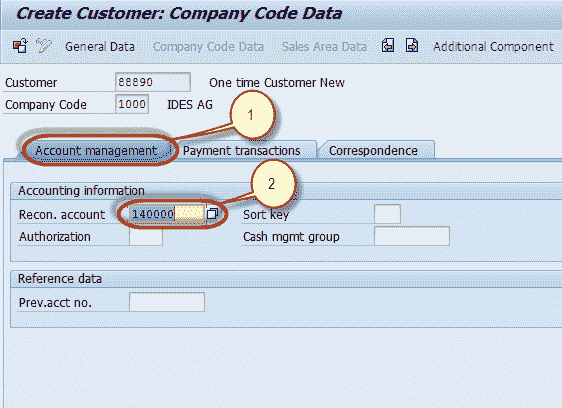 Create Customer: Company Code Data
General Data Company Code Data Sales Area Data Additional Component
Customer 88890 One time Customer New
Company Code 1000 IDES AG
1
Account management Payment transactions Correspondence
Accounting information
2
Recon. account 140000 Sort key
Authorization Cash mgmt group
Reference data
Prev.acct no.